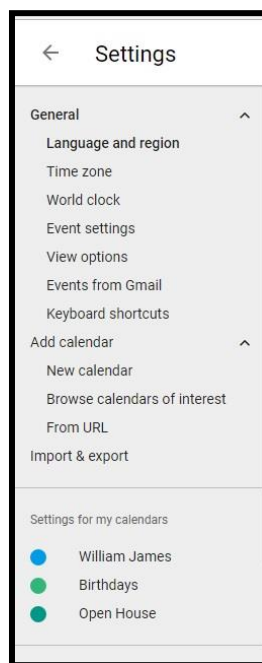 Settings
General
Language and region
Time zone
World clock
Event settings
View options
Events from Gmail
Keyboard shortcuts
Add calendar
New calendar
Browse calendars of interest
From URL
Import & export
Settings for my calendars
William James
Birthdays
Open House